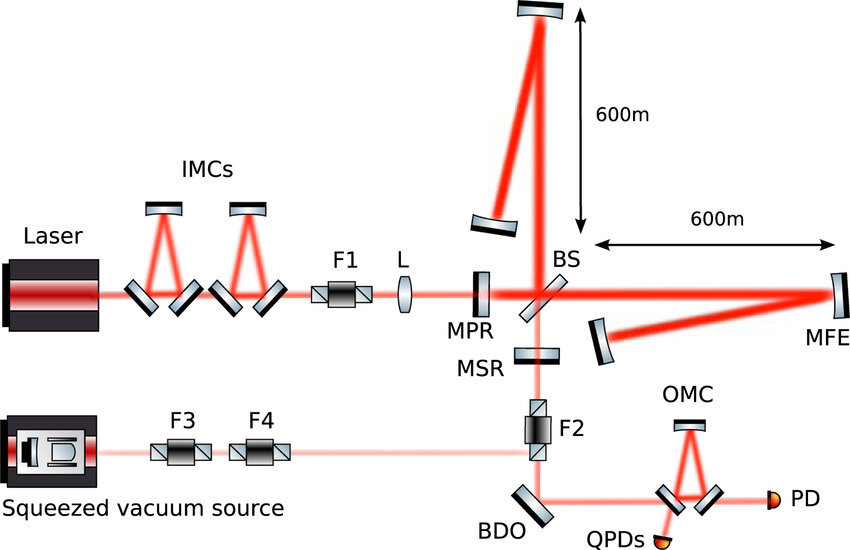 600m
IMCs
600m
Laser
F1
L
BS
MPR
MFE
MSR
OMC
F3
F4
F2
PD
Squeezed vacuum source
BDO
QPDs